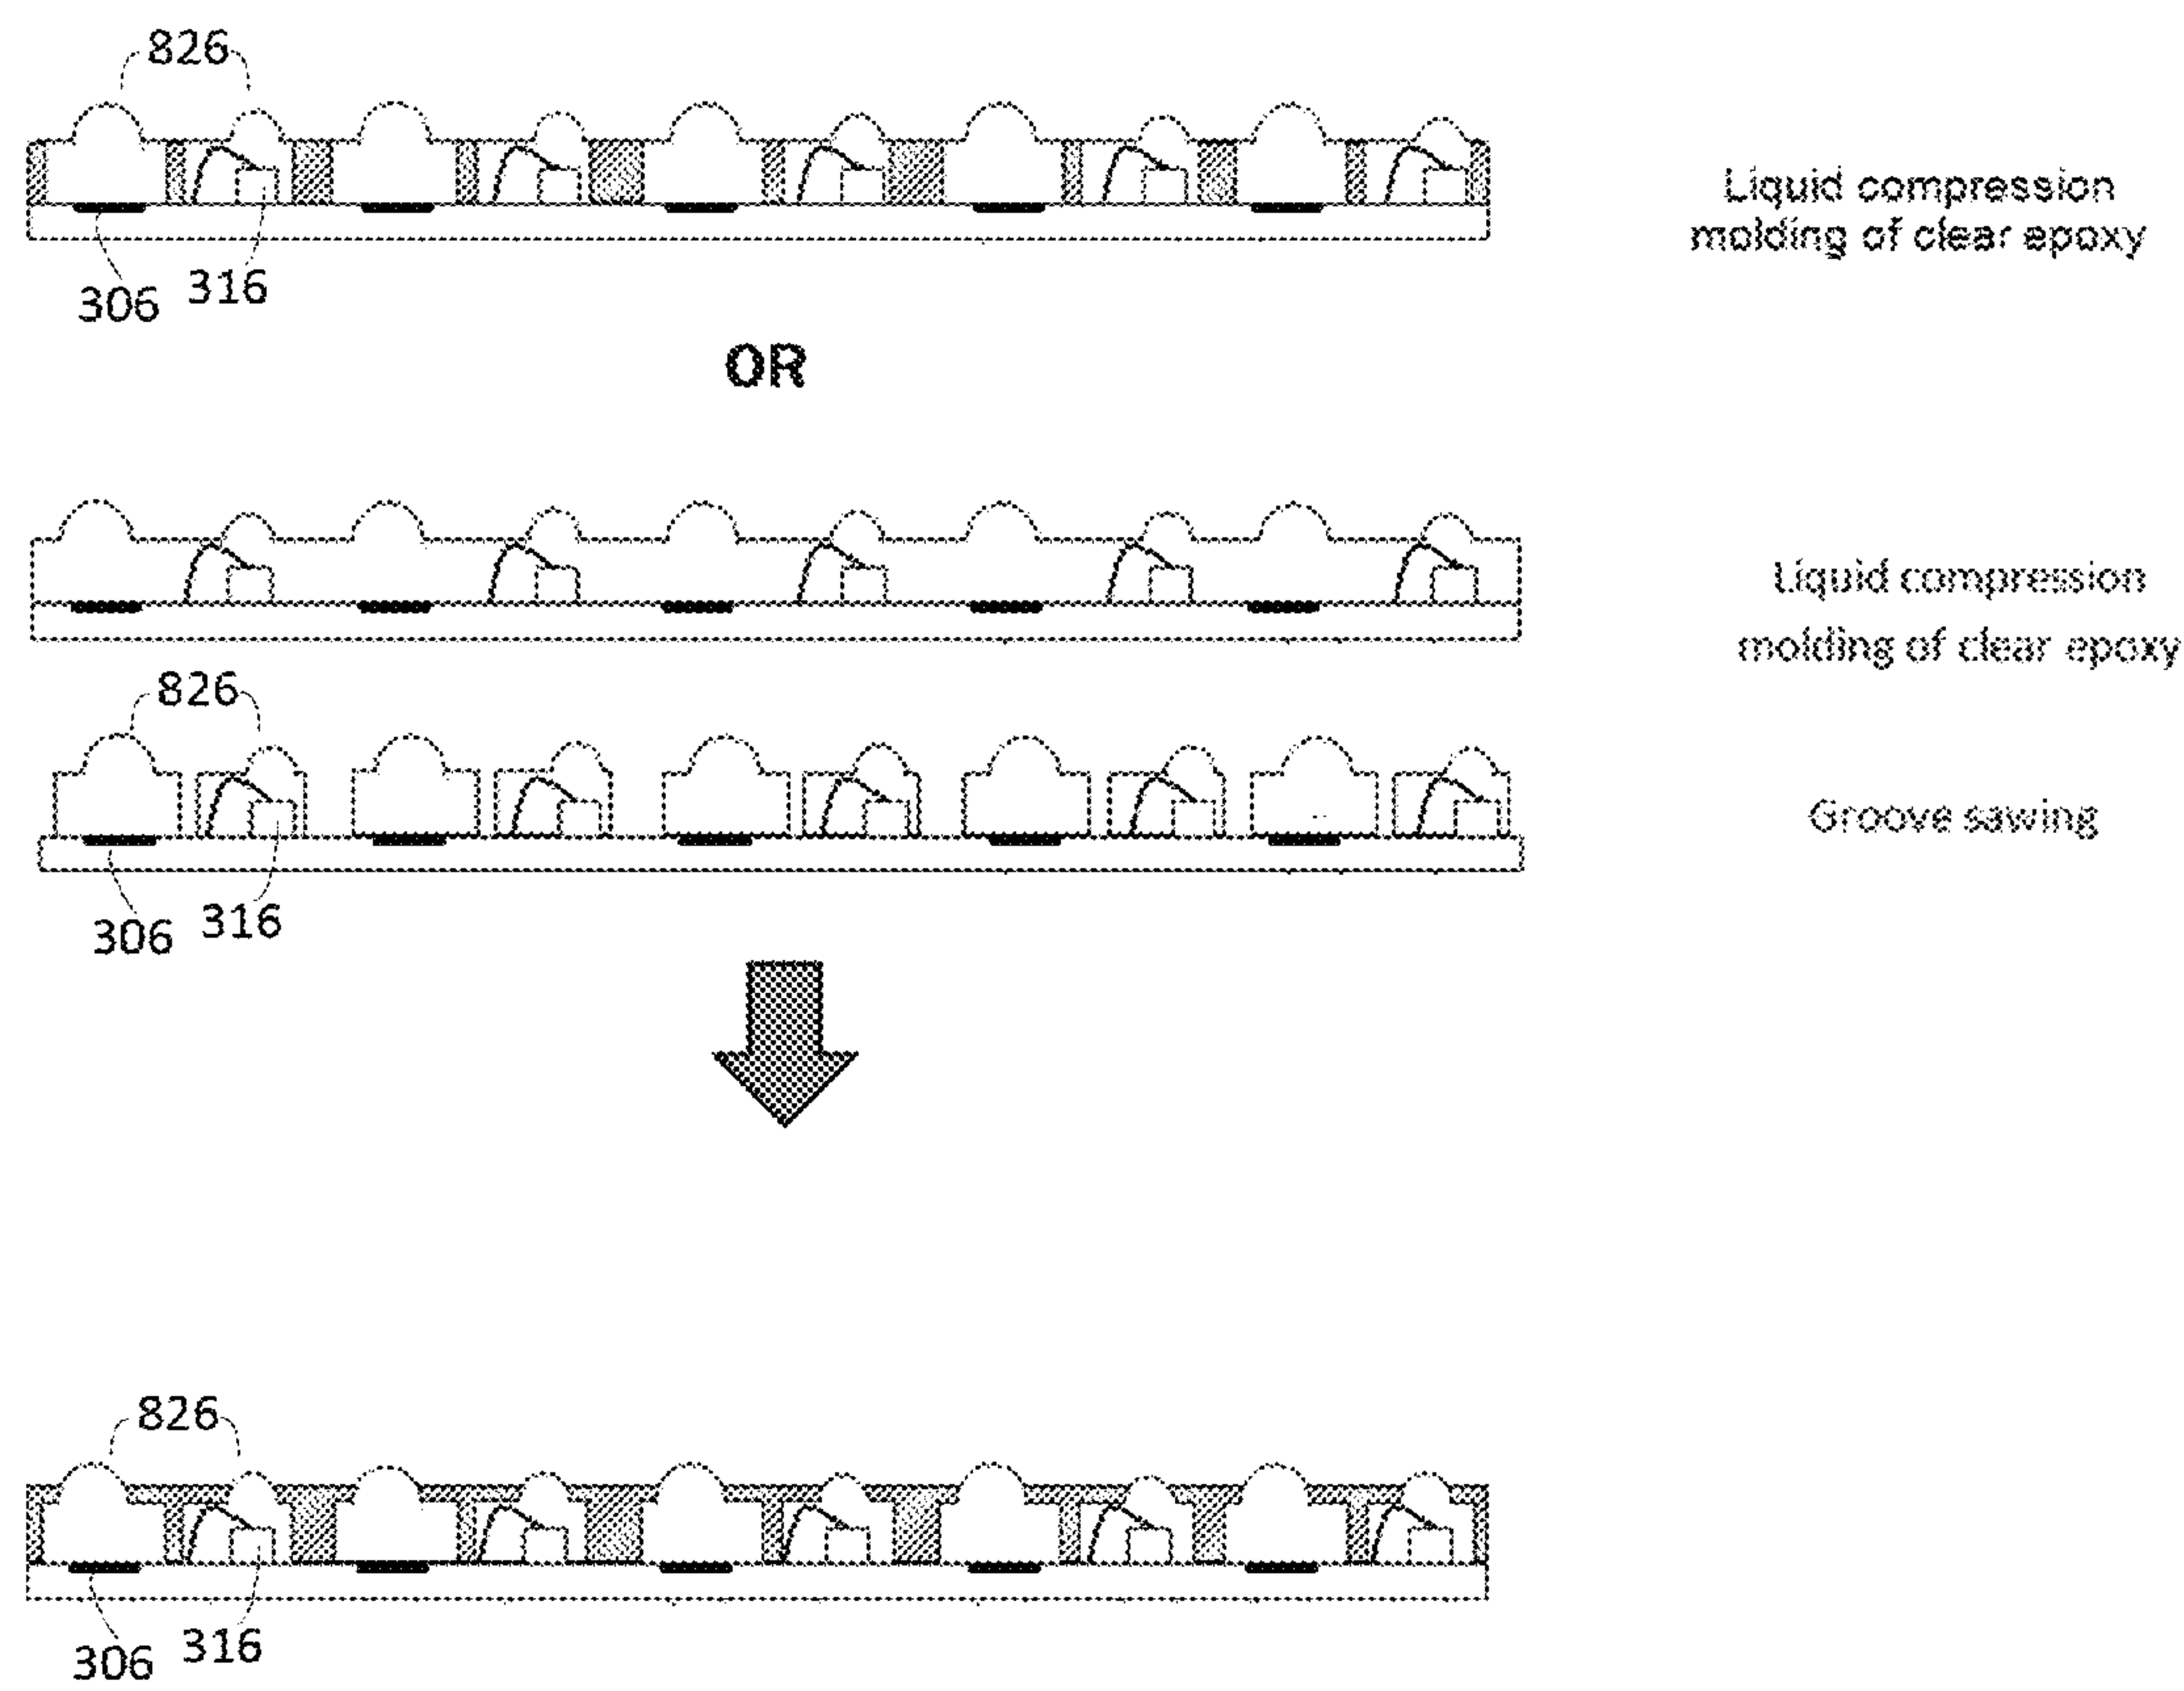 826
306 316
Liquid compression
molding of clear epoxy
OR
Liquid compression
molding of clear epoxy
826
306 316
Groove sawing
826
306 316